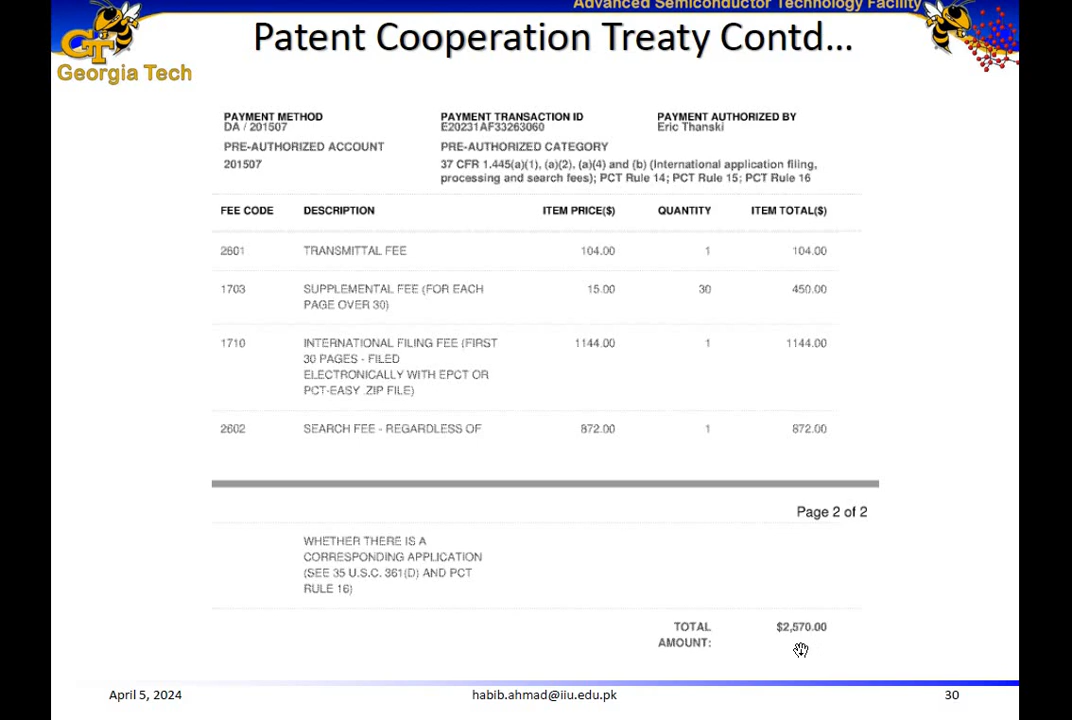 Advanced Semiconductor Technology Facility
Patent Cooperation Treaty Contd...
GT
Georgia Tech
PAYMENT METHOD PAYMENT TRANSACTION ID PAYMENT AUTHORIZED BY
DA / 201507 E20231AF33263060 Eric Thanski
PRE-AUTHORIZED ACCOUNT PRE-AUTHORIZED CATEGORY
201507 37 CFR 1.445(a)(1), (a)(2), (a)(4) and (b) (International application filing,
processing and search fees); PCT Rule 14; PCT Rule 15; PCT Rule 16
FEE CODE DESCRIPTION ITEM PRICE($) QUANTITY ITEM TOTAL($)
2601 TRANSMITTAL FEE 104.00 1 104.00
1703 SUPPLEMENTAL FEE (FOR EACH 15.00 30 450.00
PAGE OVER 30)
1710 INTERNATIONAL FILING FEE (FIRST 1144.00 1 1144.00
30 PAGES - FILED
ELECTRONICALLY WITH EPCT OR
PCT-EASY .ZIP FILE)
2602 SEARCH FEE - REGARDLESS OF 872.00 1 872.00
Page 2 of 2
WHETHER THERE IS A
CORRESPONDING APPLICATION
(SEE 35 U.S.C. 361(D) AND PCT
RULE 16)
TOTAL $2,570.00
AMOUNT:
April 5, 2024 habib.ahmad@iiu.edu.pk 30